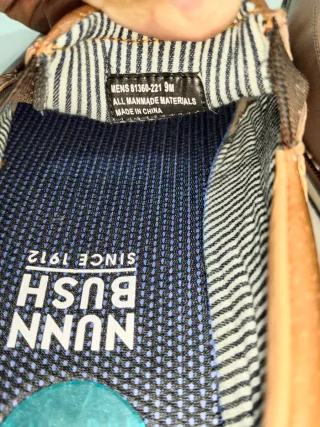 MENS 81360-221 9M
ALL MANMADE MATERIALS
MADE IN CHINA
NUNN
BUSH
SINCE 1912